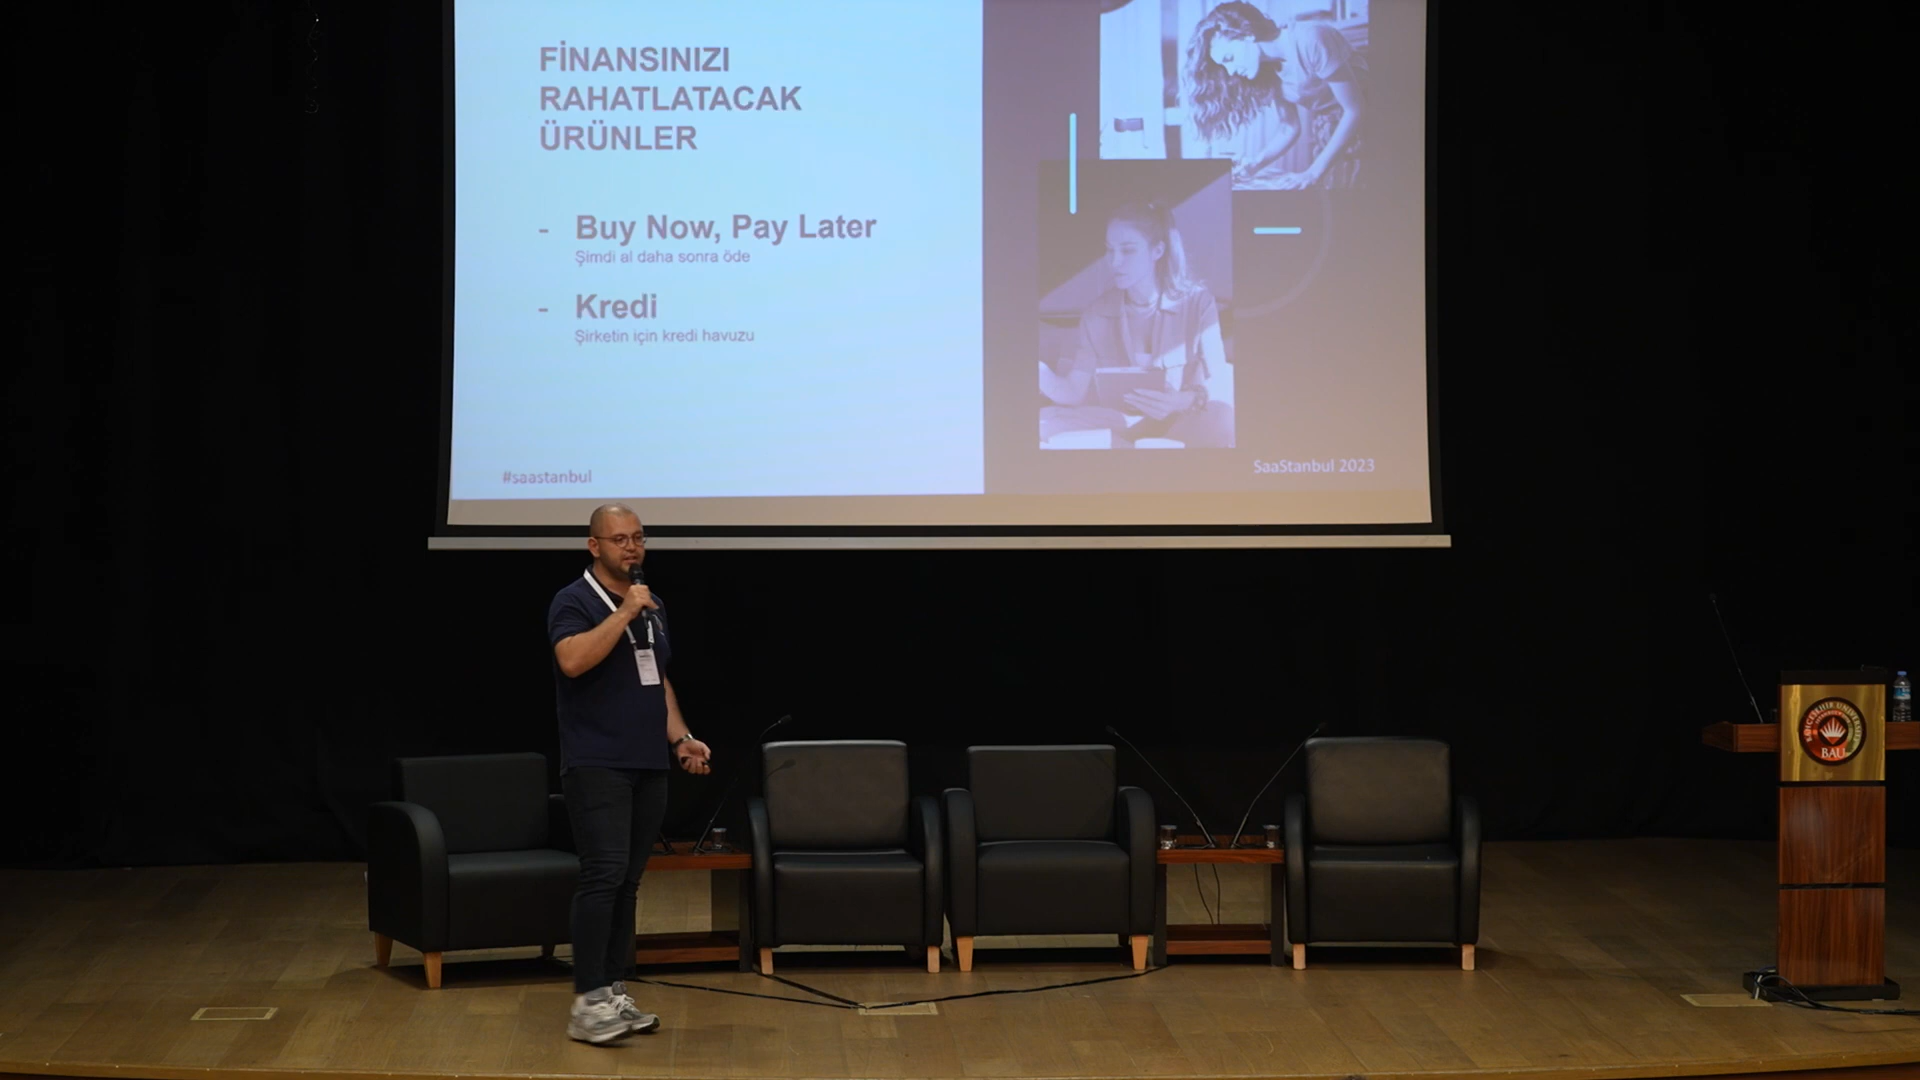 FİNANSINIZI
RAHATLATACAK
ÜRÜNLER
- Buy Now, Pay Later
Şimdi al daha sonra öde
- Kredi
Şirketin için kredi havuzu
#saastanbul
SaaStanbul 2023
BAU